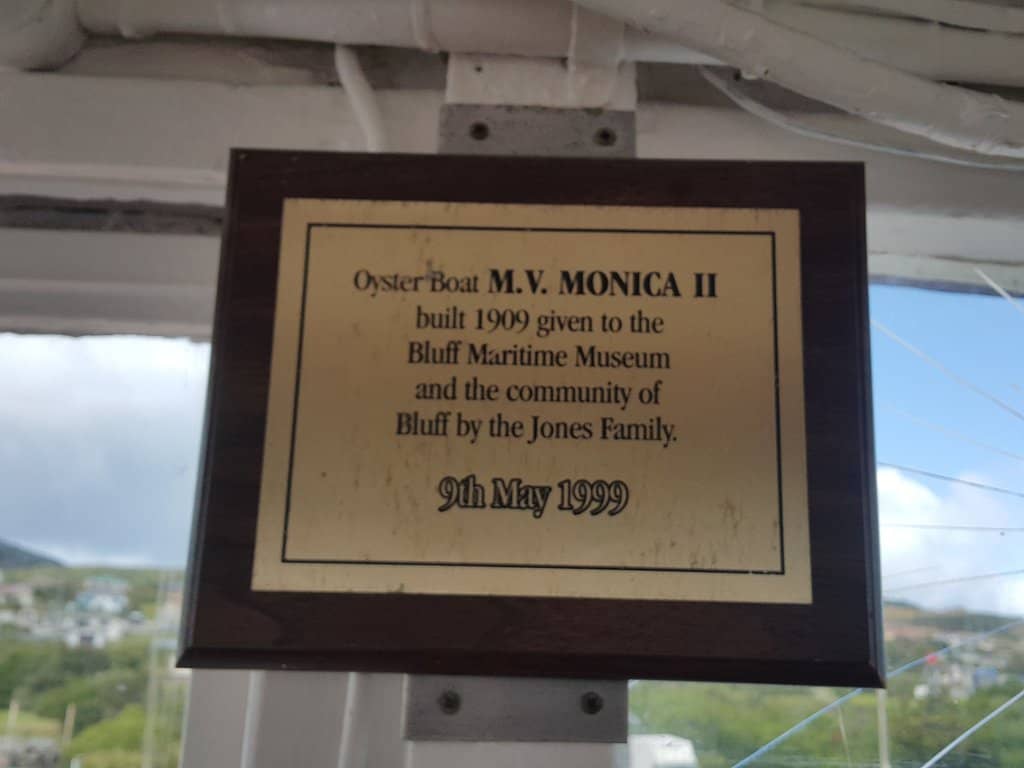 Oyster Boat M.V. MONICA II
built 1909 given to the
Bluff Maritime Museum
and the community of
Bluff by the Jones Family.
9th May 1999